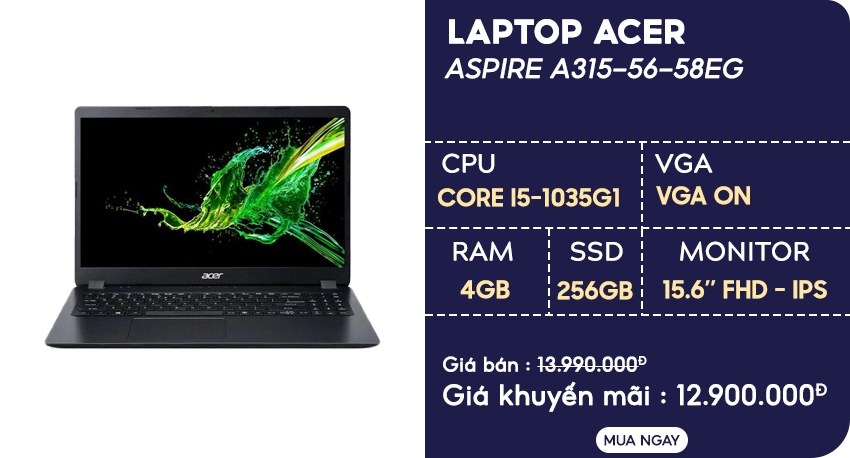 LAPTOP ACER
ASPIRE A315-56-58EG
CPU
CORE I5-1035G1
VGA
VGA ON
RAM
4GB
SSD
256GB
MONITOR
15.6” FHD - IPS
Giá bán : 13.990.000Đ
Giá khuyến mãi : 12.900.000Đ
MUA NGAY
acer